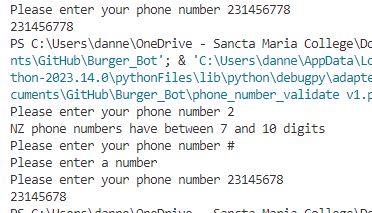 Please enter your phone number 231456778
231456778
PS C:\Users\danne\OneDrive - Sancta Maria College\Do
nts\GitHub\Burger_Bot'; & 'C:\Users\danne\AppData\Lo
thon-2023.14.0\pythonFiles\lib\python\debugpy\adapte
cuments\GitHub\Burger_Bot\phone_number_validate v1.p
Please enter your phone number 2
NZ phone numbers have between 7 and 10 digits
Please enter your phone number #
Please enter a number
Please enter your phone number 23145678
23145678
PS C:\Users\danne\OneDrive - Sancta Maria College\Do